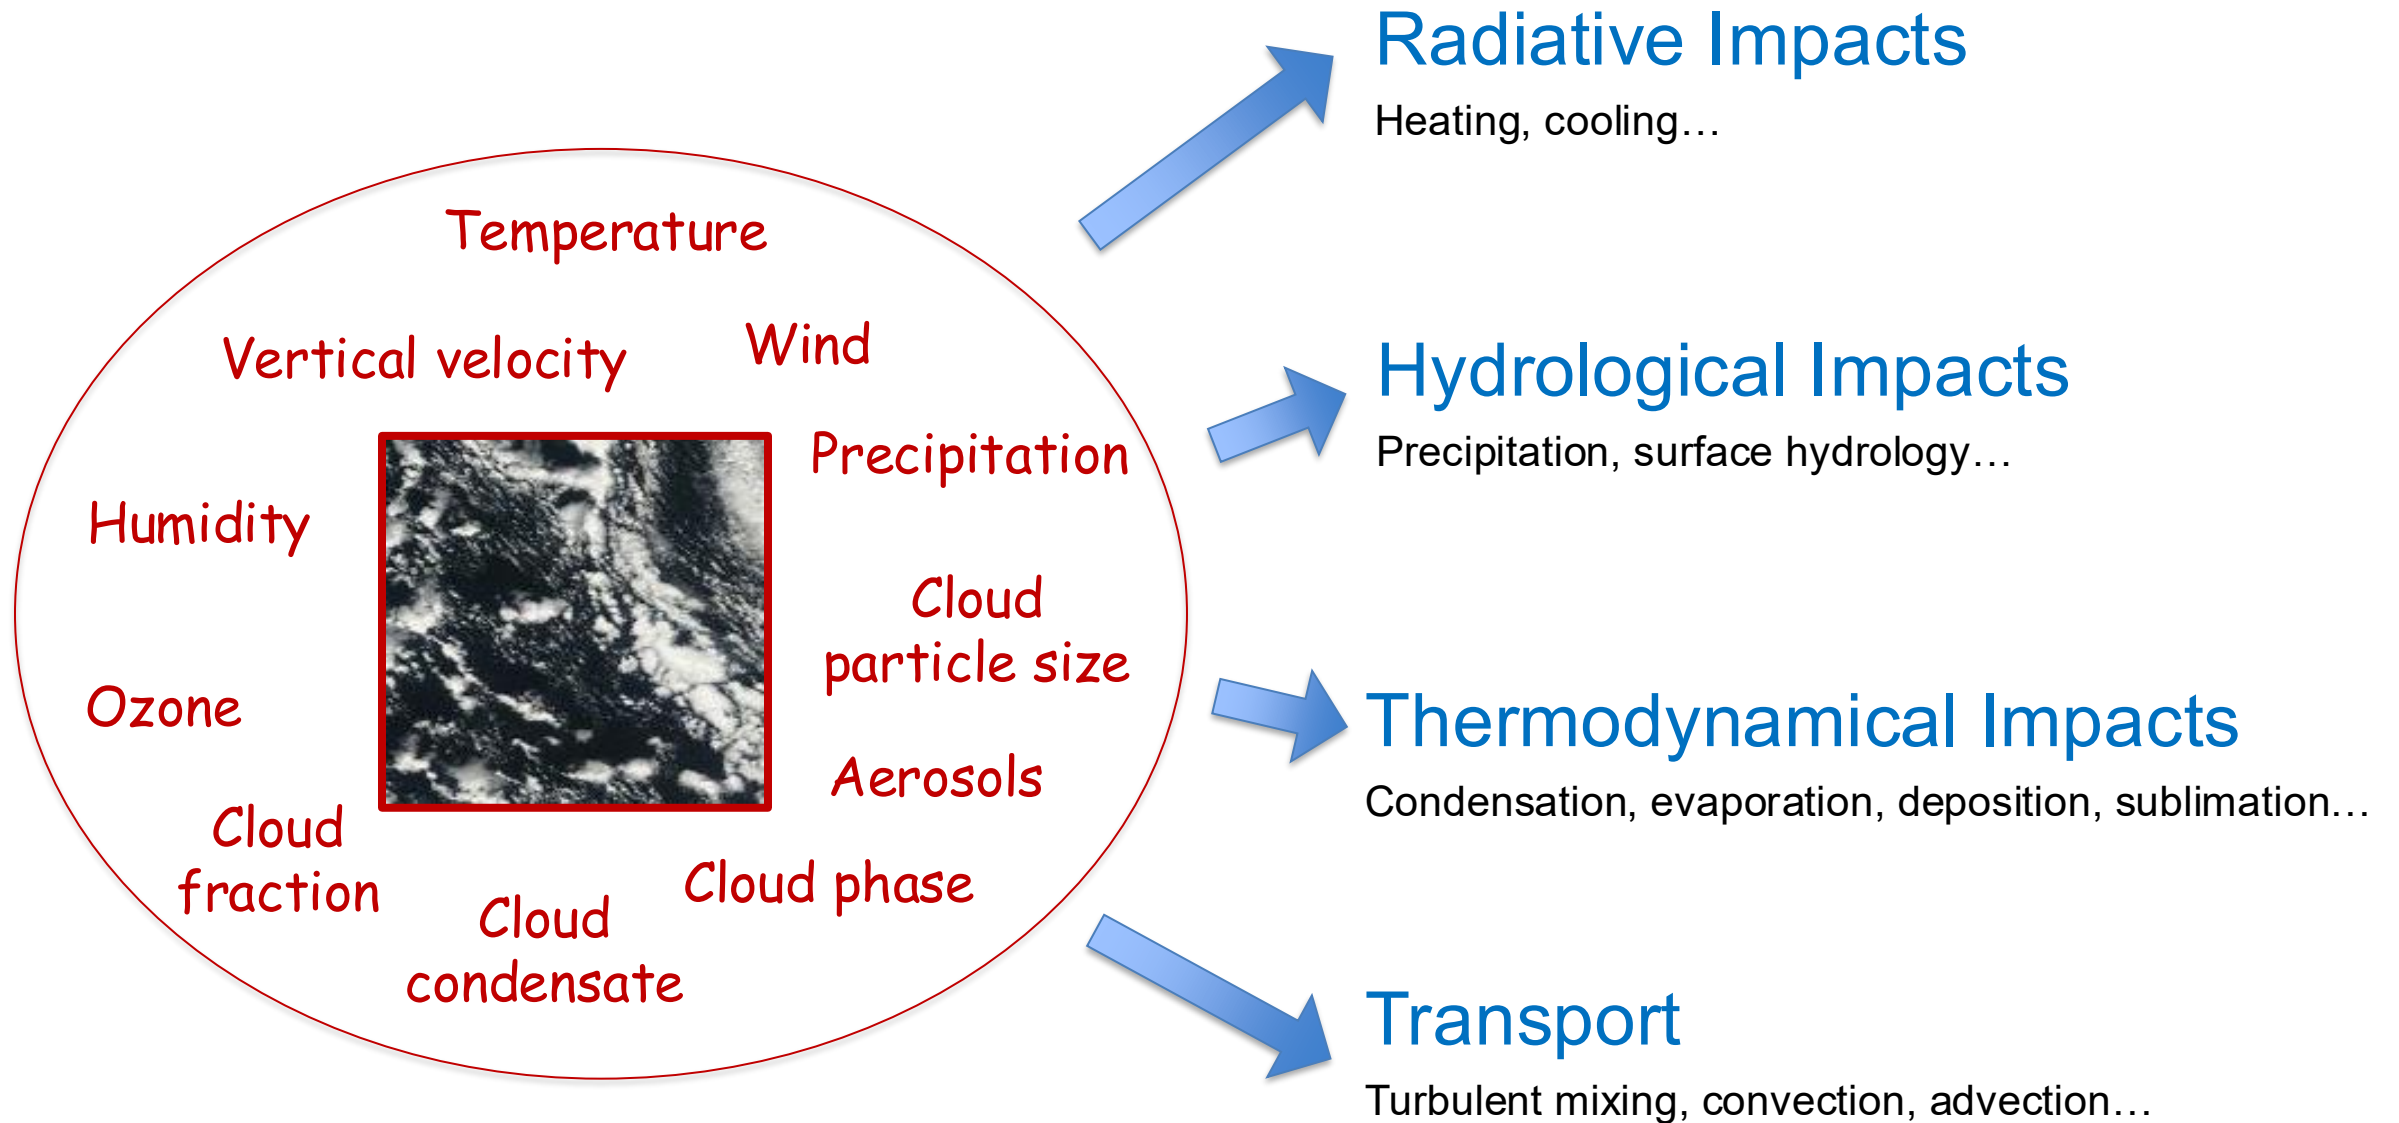 Temperature
Vertical velocity
Wind
Precipitation
Humidity
Cloud
particle size
Ozone
Aerosols
Cloud
fraction
Cloud phase
Cloud
condensate
Radiative Impacts
Heating, cooling…
Hydrological Impacts
Precipitation, surface hydrology…
Thermodynamical Impacts
Condensation, evaporation, deposition, sublimation…
Transport
Turbulent mixing, convection, advection…